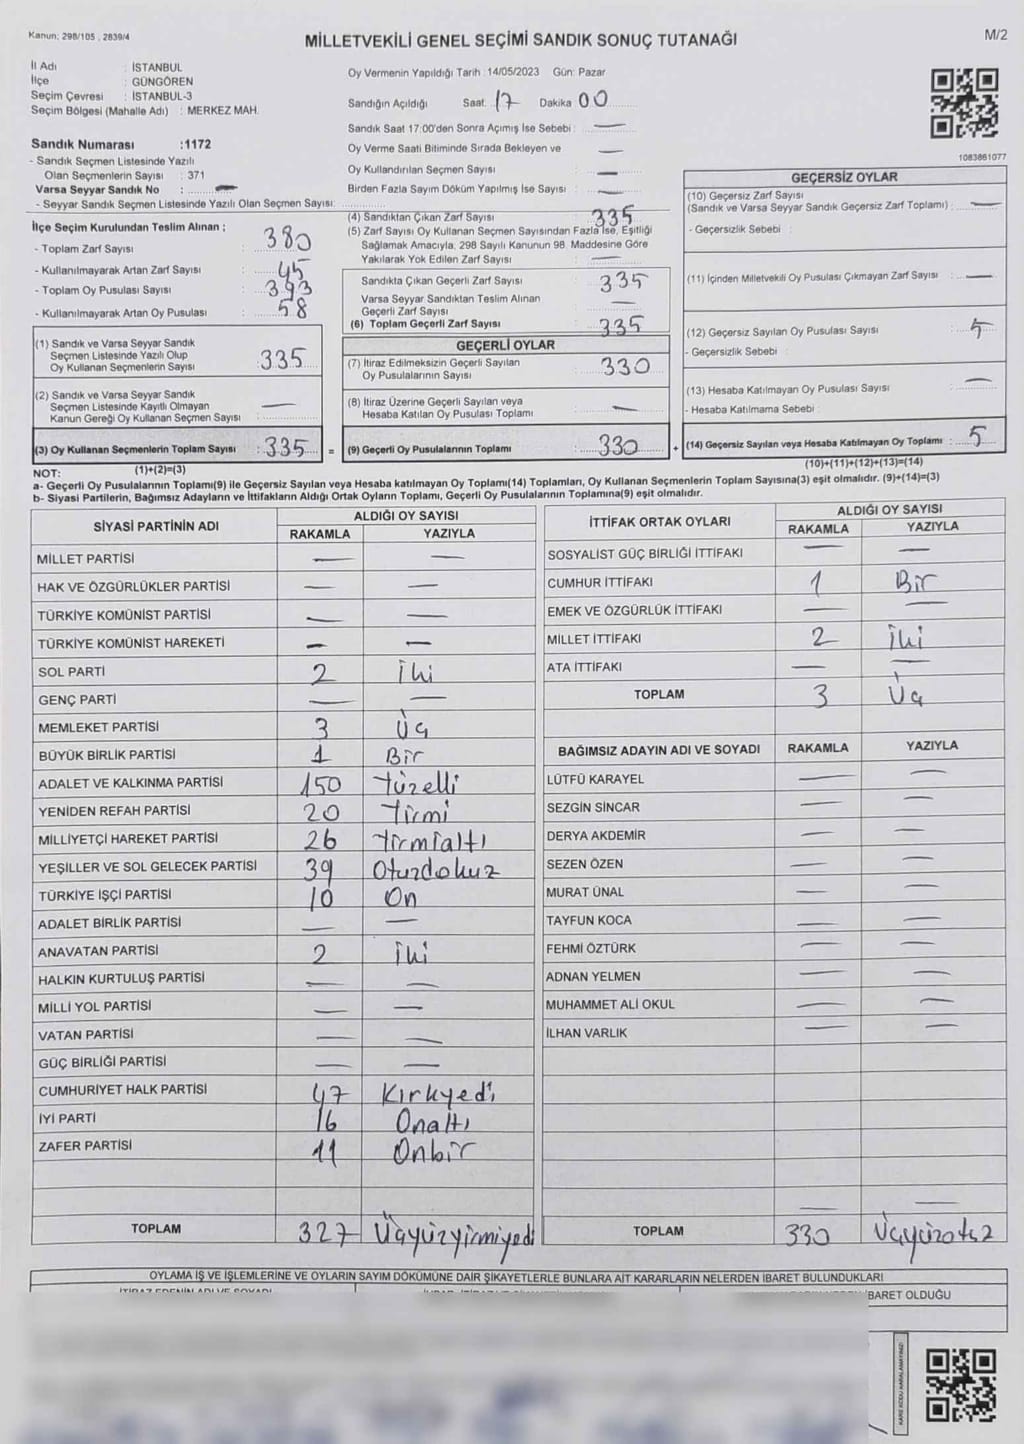 Kanun: 298/105 , 2839/4
MİLLETVEKİLİ GENEL SEÇİMİ SANDIK SONUÇ TUTANAĞI
M/2
İl Adı : İSTANBUL
İlçe : GÜNGÖREN
Seçim Çevresi : İSTANBUL-3
Seçim Bölgesi (Mahalle Adı) : MERKEZ MAH.
Sandık Numarası :1172
- Sandık Seçmen Listesinde Yazılı
Olan Seçmenlerin Sayısı : 371
Varsa Seyyar Sandık No : —
- Seyyar Sandık Seçmen Listesinde Yazılı Olan Seçmen Sayısı:
Oy Vermenin Yapıldığı Tarih :14/05/2023 Gün: Pazar
Sandığın Açıldığı Saat: 17 Dakika 00
Sandık Saat 17:00'den Sonra Açımış İse Sebebi : —
Oy Verme Saati Bitiminde Sırada Bekleyen ve —
Oy Kullandırılan Seçmen Sayısı : —
Birden Fazla Sayım Döküm Yapılmış İse Sayısı : —
1083861077
İlçe Seçim Kurulundan Teslim Alınan ;
- Toplam Zarf Sayısı : 380
- Kullanılmayarak Artan Zarf Sayısı : 45
- Toplam Oy Pusulası Sayısı : 393
- Kullanılmayarak Artan Oy Pusulası : 58
(1) Sandık ve Varsa Seyyar Sandık
Seçmen Listesinde Yazılı Olup
Oy Kullanan Seçmenlerin Sayısı : 335
(2) Sandık ve Varsa Seyyar Sandık
Seçmen Listesinde Kayıtlı Olmayan
Kanun Gereği Oy Kullanan Seçmen Sayısı : —
(3) Oy Kullanan Seçmenlerin Toplam Sayısı : 335 =
(1)+(2)=(3)
(4) Sandıktan Çıkan Zarf Sayısı : 335
(5) Zarf Sayısı Oy Kullanan Seçmen Sayısından Fazla İse, Eşitliği
Sağlamak Amacıyla, 298 Sayılı Kanunun 98. Maddesine Göre
Yakılarak Yok Edilen Zarf Sayısı : —
Sandıkta Çıkan Geçerli Zarf Sayısı : 335
Varsa Seyyar Sandıktan Teslim Alınan
Geçerli Zarf Sayısı : —
(6) Toplam Geçerli Zarf Sayısı : 335
GEÇERLİ OYLAR
(7) İtiraz Edilmeksizin Geçerli Sayılan
Oy Pusulalarının Sayısı : 330
(8) İtiraz Üzerine Geçerli Sayılan veya
Hesaba Katılan Oy Pusulası Toplamı : —
(9) Geçerli Oy Pusulalarının Toplamı : 330 +
GEÇERSİZ OYLAR
(10) Geçersiz Zarf Sayısı
(Sandık ve Varsa Seyyar Sandık Geçersiz Zarf Toplamı) : —
- Geçersizlik Sebebi :
(11) İçinden Milletvekili Oy Pusulası Çıkmayan Zarf Sayısı : —
(12) Geçersiz Sayılan Oy Pusulası Sayısı : 5
- Geçersizlik Sebebi :
(13) Hesaba Katılmayan Oy Pusulası Sayısı : —
- Hesaba Katılmama Sebebi :
(14) Geçersiz Sayılan veya Hesaba Katılmayan Oy Toplamı : 5
(10)+(11)+(12)+(13)=(14)
NOT:
a- Geçerli Oy Pusulalarının Toplamı(9) ile Geçersiz Sayılan veya Hesaba katılmayan Oy Toplamı(14) Toplamları, Oy Kullanan Seçmenlerin Toplam Sayısına(3) eşit olmalıdır. (9)+(14)=(3)
b- Siyasi Partilerin, Bağımsız Adayların ve İttifakların Aldığı Ortak Oyların Toplamı, Geçerli Oy Pusulalarının Toplamına(9) eşit olmalıdır.
SİYASİ PARTİNİN ADI ALDIĞI OY SAYISI
RAKAMLA YAZIYLA
MİLLET PARTİSİ — —
HAK VE ÖZGÜRLÜKLER PARTİSİ — —
TÜRKİYE KOMÜNİST PARTİSİ — —
TÜRKİYE KOMÜNİST HAREKETİ — —
SOL PARTİ 2 İki
GENÇ PARTİ — —
MEMLEKET PARTİSİ 3 Üç
BÜYÜK BİRLİK PARTİSİ 1 Bir
ADALET VE KALKINMA PARTİSİ 150 Yüzelli
YENİDEN REFAH PARTİSİ 20 Yirmi
MİLLİYETÇİ HAREKET PARTİSİ 26 Yirmialtı
YEŞİLLER VE SOL GELECEK PARTİSİ 39 Otuzdokuz
TÜRKİYE İŞÇİ PARTİSİ 10 On
ADALET BİRLİK PARTİSİ — —
ANAVATAN PARTİSİ 2 İki
HALKIN KURTULUŞ PARTİSİ — —
MİLLİ YOL PARTİSİ — —
VATAN PARTİSİ — —
GÜÇ BİRLİĞİ PARTİSİ — —
CUMHURİYET HALK PARTİSİ 47 Kırkyedi
İYİ PARTİ 16 Onaltı
ZAFER PARTİSİ 11 Onbir
TOPLAM 327 Üçyüzyirmiyedi
İTTİFAK ORTAK OYLARI ALDIĞI OY SAYISI
RAKAMLA YAZIYLA
SOSYALİST GÜÇ BİRLİĞİ İTTİFAKI — —
CUMHUR İTTİFAKI 1 Bir
EMEK VE ÖZGÜRLÜK İTTİFAKI — —
MİLLET İTTİFAKI 2 İki
ATA İTTİFAKI — —
TOPLAM 3 Üç
BAĞIMSIZ ADAYIN ADI VE SOYADI RAKAMLA YAZIYLA
LÜTFÜ KARAYEL — —
SEZGİN SİNCAR — —
DERYA AKDEMİR — —
SEZEN ÖZEN — —
MURAT ÜNAL — —
TAYFUN KOCA — —
FEHMİ ÖZTÜRK — —
ADNAN YELMEN — —
MUHAMMET ALİ OKUL — —
İLHAN VARLIK — —
— —
TOPLAM 330 Üçyüzotuz
OYLAMA İŞ VE İŞLEMLERİNE VE OYLARIN SAYIM DÖKÜMÜNE DAİR ŞİKAYETLERLE BUNLARA AİT KARARLARIN NELERDEN İBARET BULUNDUKLARI
İTİRAZ EDENİN ADI VE SOYADI
İBARET OLDUĞU
KARE KODU KARALAMAYINIZ!